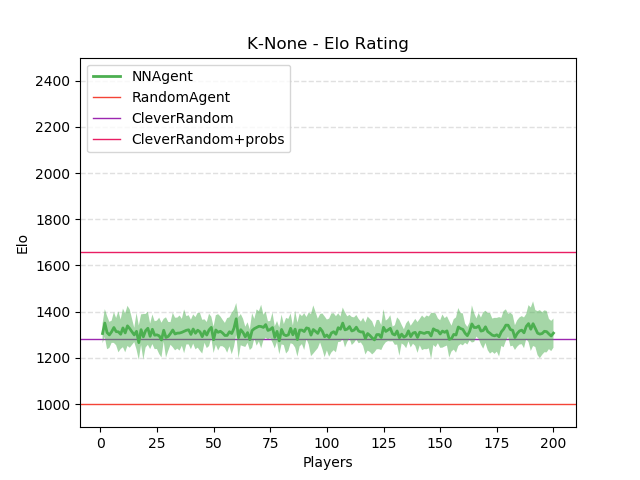 K-None - Elo Rating
NNAgent
RandomAgent
CleverRandom
CleverRandom+probs
Elo
2400
2200
2000
1800
1600
1400
1200
1000
0 25 50 75 100 125 150 175 200
Players